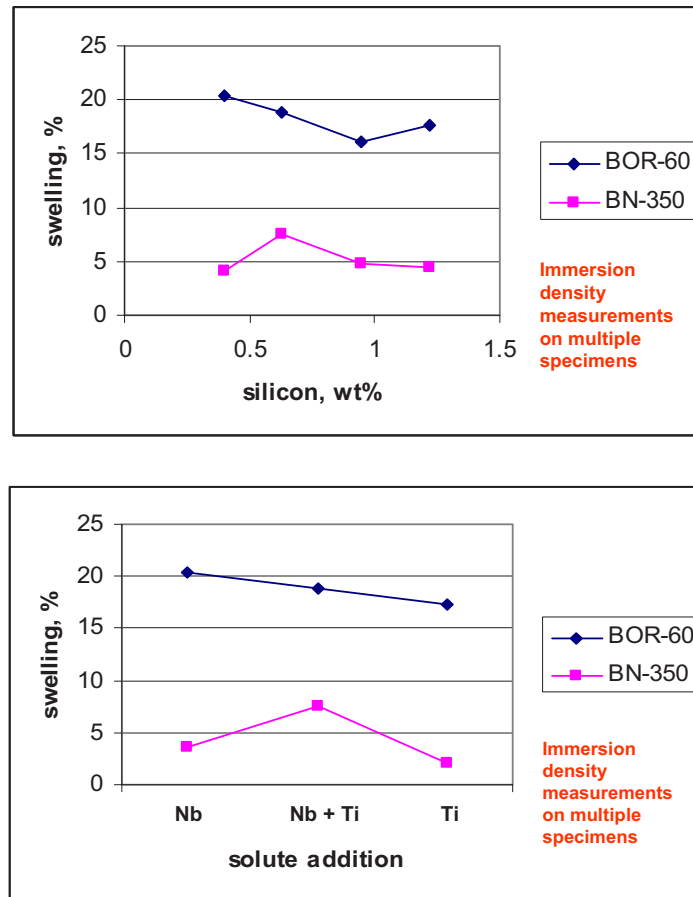 25
20
15
10
5
0
swelling, %
0
0.5
1
1.5
silicon, wt%
BOR-60
BN-350
Immersion
density
measurements
on multiple
specimens
25
20
15
10
5
0
swelling, %
Nb
Nb + Ti
Ti
solute addition
BOR-60
BN-350
Immersion
density
measurements
on multiple
specimens